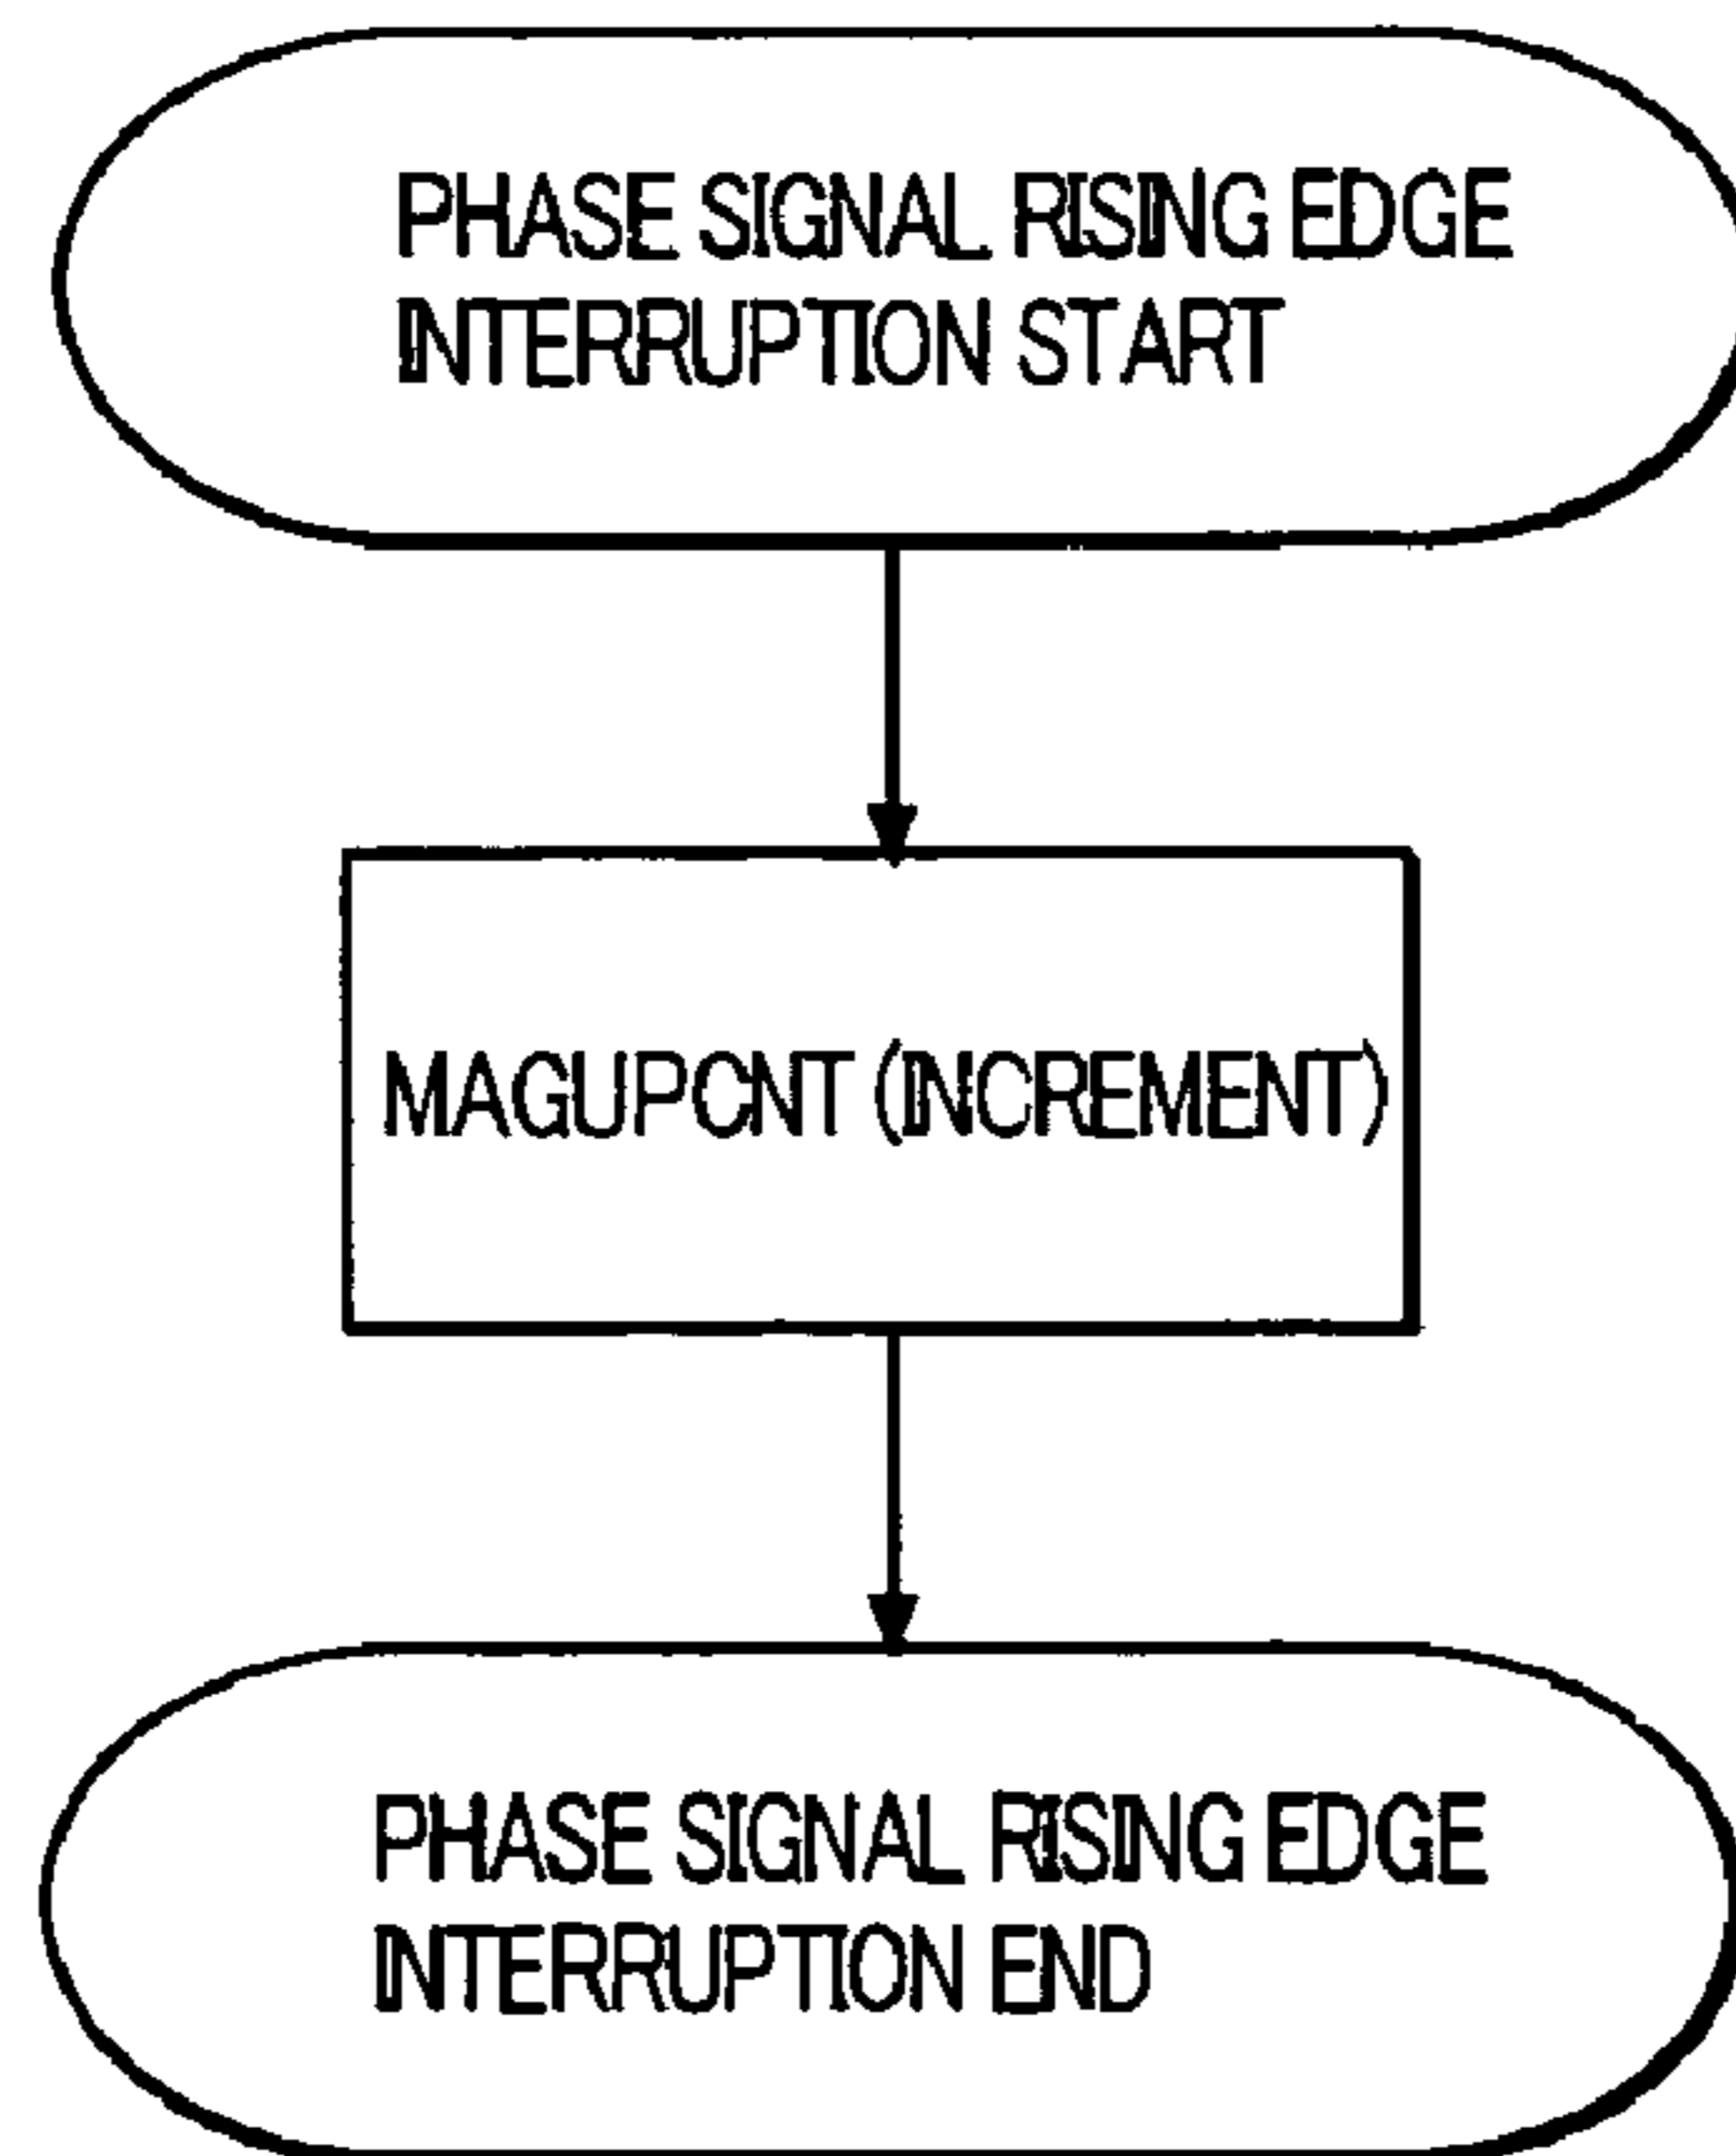 PHASE SIGNAL RISING EDGE
INTERRUPTION START
MAGUPCNT (INCREMENT)
PHASE SIGNAL RISING EDGE
INTERRUPTION END